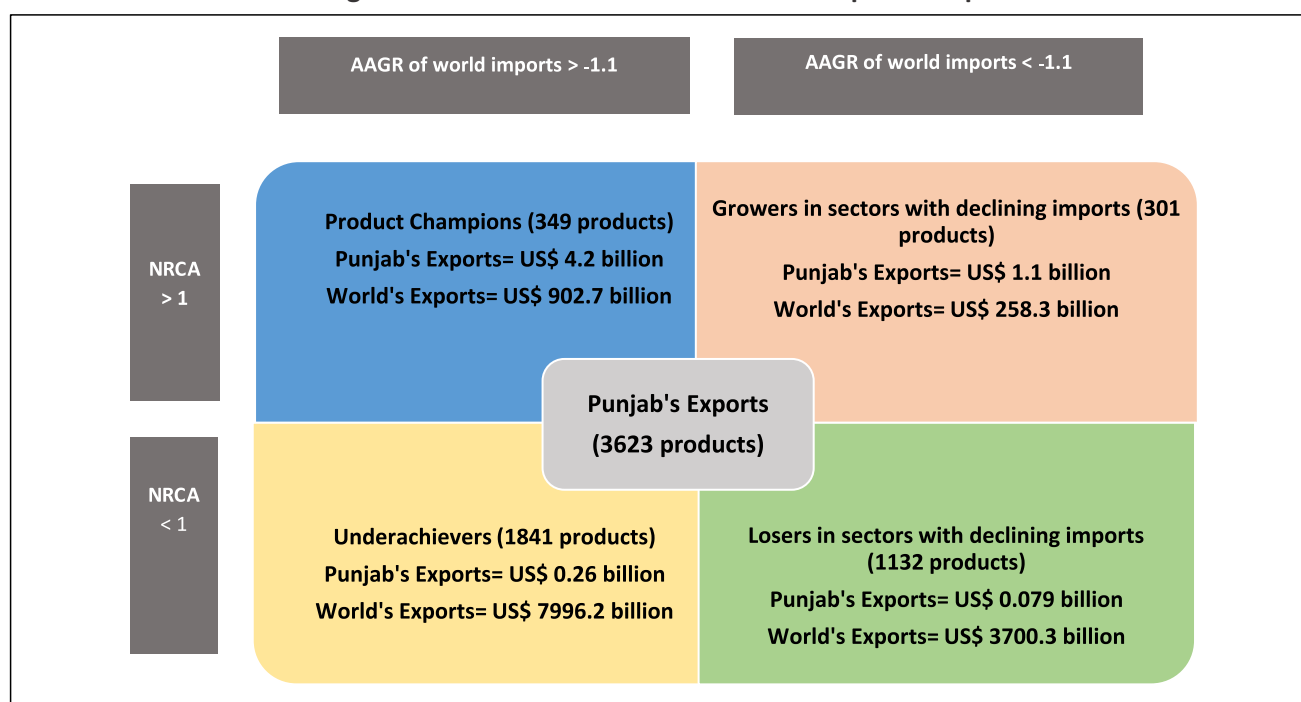 AAGR of world imports > -1.1
AAGR of world imports < -1.1
NRCA
> 1
Product Champions (349 products)
Punjab's Exports= US$ 4.2 billion
World's Exports= US$ 902.7 billion
Growers in sectors with declining imports (301
products)
Punjab's Exports= US$ 1.1 billion
World's Exports= US$ 258.3 billion
Punjab's Exports
(3623 products)
NRCA
< 1
Underachievers (1841 products)
Punjab's Exports= US$ 0.26 billion
World's Exports= US$ 7996.2 billion
Losers in sectors with declining imports
(1132 products)
Punjab's Exports= US$ 0.079 billion
World's Exports= US$ 3700.3 billion